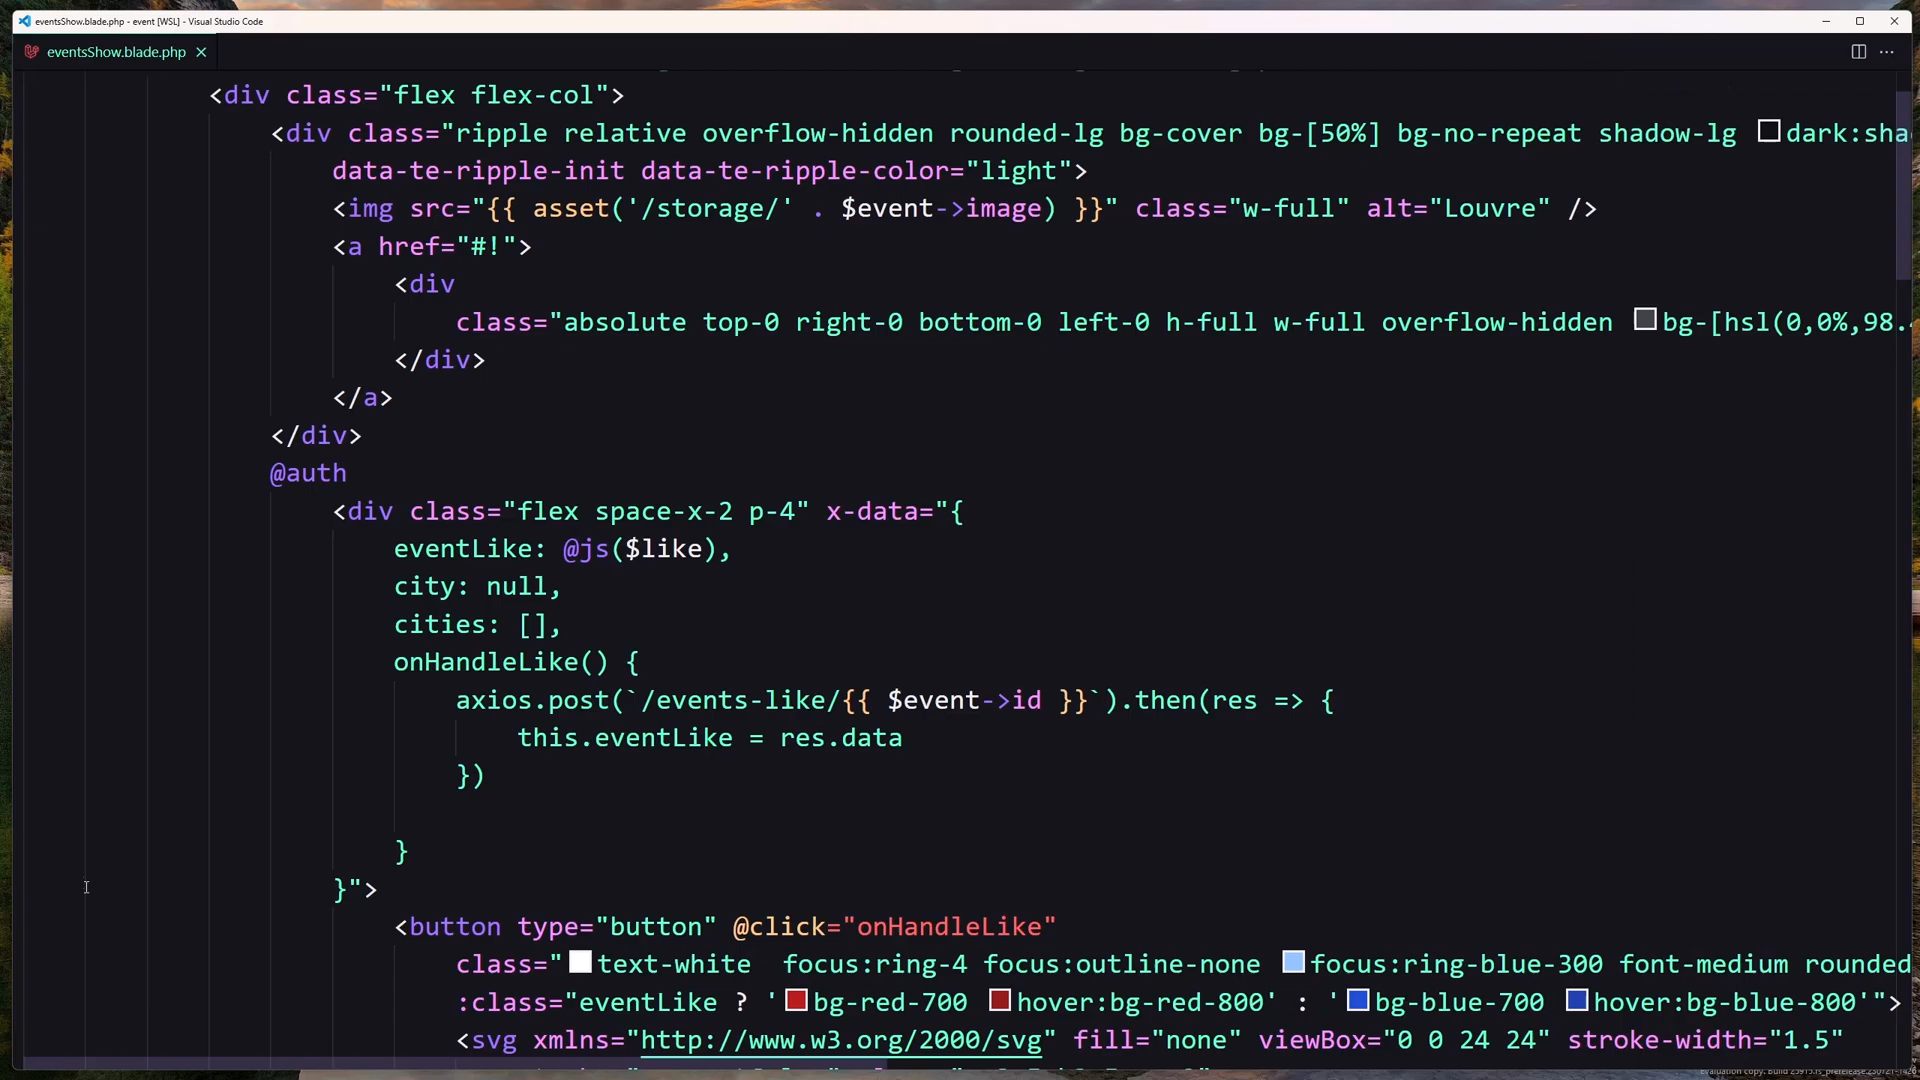 eventsShow.blade.php - event [WSL] - Visual Studio Code
eventsShow.blade.php
<div class="flex flex-col">
<div class="ripple relative overflow-hidden rounded-lg bg-cover bg-[50%] bg-no-repeat shadow-lg dark:sha
data-te-ripple-init data-te-ripple-color="light">
<img src="{{ asset('/storage/' . $event->image) }}" class="w-full" alt="Louvre" />
<a href="#!">
<div
class="absolute top-0 right-0 bottom-0 left-0 h-full w-full overflow-hidden bg-[hsl(0,0%,98.
</div>
</a>
</div>
@auth
<div class="flex space-x-2 p-4" x-data="{
eventLike: @js($like),
city: null,
cities: [],
onHandleLike() {
axios.post(`/events-like/{{ $event->id }}`).then(res => {
this.eventLike = res.data
})
}
}">
<button type="button" @click="onHandleLike"
class="text-white  focus:ring-4 focus:outline-none focus:ring-blue-300 font-medium rounded
:class="eventLike ? 'bg-red-700 hover:bg-red-800' : 'bg-blue-700 hover:bg-blue-800'">
<svg xmlns="http://www.w3.org/2000/svg" fill="none" viewBox="0 0 24 24" stroke-width="1.5"